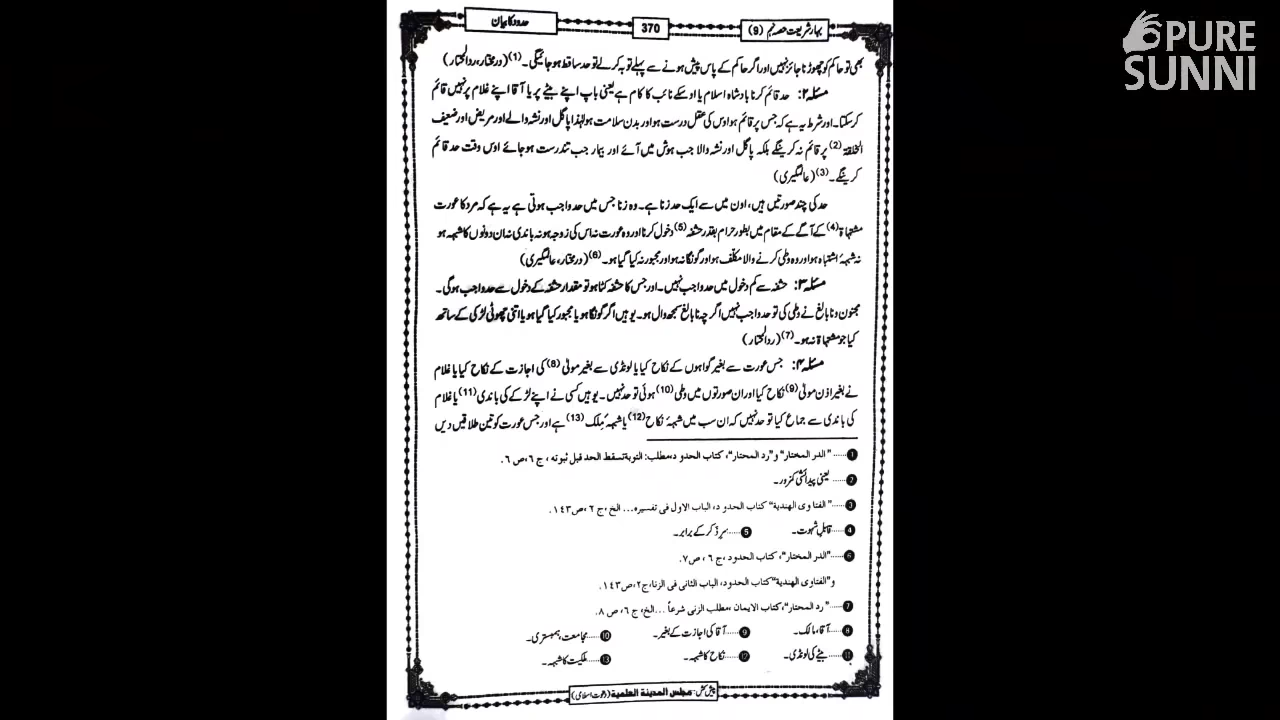 بہار شریعت حصہ نہم (9)
370
حدود کا بیان
PURE
SUNNI
بھی تو حاکم کو چھوڑنا جائز نہیں اور اگر حاکم کے پاس پیش ہونے سے پہلے توبہ کر لے تو حد ساقط ہو جائیگی۔(1) (درمختار، ردالمحتار)
مسئلہ ۲: حد قائم کرنا بادشاہ اسلام یا اوسکے نائب کا کام ہے یعنی باپ اپنے بیٹے پر یا آقا اپنے غلام پر نہیں قائم
کرسکتا۔ اور شرط یہ ہے کہ جس پر قائم ہو اوس کی عقل درست ہو اور بدن سلامت ہو لہٰذا پاگل اور نشہ والے اور مریض اور ضعیف
الخلقۃ(2) پر قائم نہ کرینگے بلکہ پاگل اور نشہ والا جب ہوش میں آئے اور بیمار جب تندرست ہو جائے اوس وقت حد قائم
کرینگے۔(3) (عالمگیری)
حد کی چند صورتیں ہیں، اون میں سے ایک حد زنا ہے۔ وہ زنا جس میں حد واجب ہوتی ہے یہ ہے کہ مرد کا عورت
مشتہاۃ(4) کے آگے کے مقام میں بطور حرام بقدر حشفہ(5) دخول کرنا اور وہ عورت نہ اس کی زوجہ ہو نہ باندی نہ ان دونوں کا شبہہ ہو
نہ شبہۂ اشتباہ ہو اور وہ وطی کرنے والا مکلّف ہو اور گونگا نہ ہو اور مجبور نہ کیا گیا ہو۔(6) (درمختار، عالمگیری)
مسئلہ ۳: حشفہ سے کم دخول میں حد واجب نہیں۔ اور جس کا حشفہ کٹا ہو تو مقدار حشفہ کے دخول سے حد واجب ہوگی۔
مجنون و نابالغ نے وطی کی تو حد واجب نہیں اگرچہ نابالغ سمجھ وال ہو۔ یوہیں اگر گونگا ہو یا مجبور کیا گیا ہو یا اتنی چھوٹی لڑکی کے ساتھ
کیا جو مشتہاۃ نہ ہو۔(7) (ردالمحتار)
مسئلہ ۴: جس عورت سے بغیر گواہوں کے نکاح کیا یا لونڈی سے بغیر مولیٰ(8) کی اجازت کے نکاح کیا یا غلام
نے بغیر اذن مولیٰ(9) نکاح کیا اور ان صورتوں میں وطی(10) ہوئی تو حد نہیں۔ یوہیں کسی نے اپنے لڑکے کی باندی(11) یا غلام
کی باندی سے جماع کیا تو حد نہیں کہ ان سب میں شبہۂ نکاح(12) یا شبہۂ مِلک(13) ہے اور جس عورت کو تین طلاقیں دیں
1 ...... "الدر المختار" و"رد المحتار"، کتاب الحدود، مطلب: التوبۃ تسقط الحد قبل ثبوتہ، ج ۶، ص ۶.
2 ...... یعنی پیدائشی کمزور۔
3 ...... "الفتاوی الھندیۃ" کتاب الحدود، الباب الاول فی تفسیرہ... الخ، ج ۲، ص ۱۴۳.
4 ...... قابلِ شہوت۔ 5 ...... سرِ ذکر کے برابر۔
6 ...... "الدر المختار"، کتاب الحدود، ج ۶، ص ۷.
و"الفتاوی الھندیۃ" کتاب الحدود، الباب الثانی فی الزنا، ج ۲، ص ۱۴۳.
7 ...... "رد المحتار"، کتاب الایمان، مطلب الزنی شرعاً ...الخ، ج ۶، ص ۸.
8 ...... آقا، مالک۔ 9 ...... آقا کی اجازت کے بغیر۔ 10 ...... مجامعت، ہمبستری۔
11 ...... بیٹے کی لونڈی۔ 12 ...... نکاح کا شبہہ۔ 13 ...... ملکیت کا شبہہ۔
پیش کش: مجلس المدینۃ العلمیۃ (دعوت اسلامی)